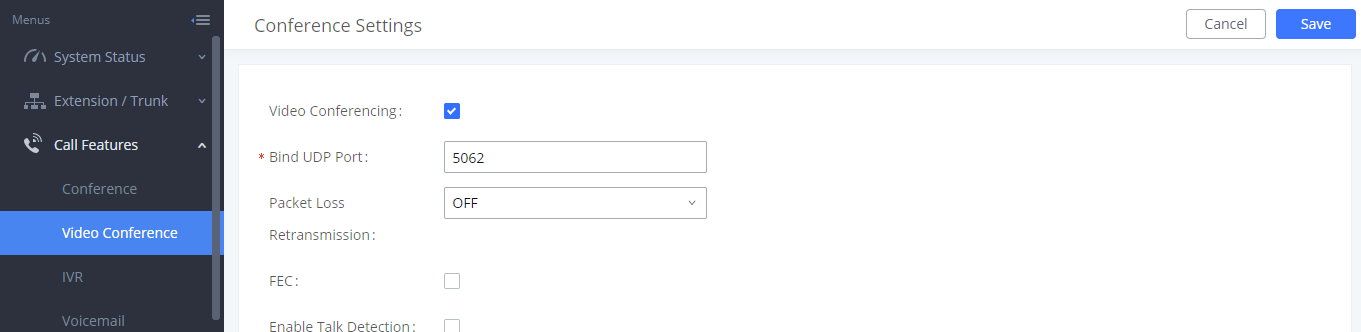 Menus
Conference Settings
Cancel
Save
System Status
Extension / Trunk
Call Features
Conference
Video Conference
IVR
Voicemail
Video Conferencing:
* Bind UDP Port:
5062
Packet Loss
Retransmission:
OFF
FEC:
Enable Talk Detection: